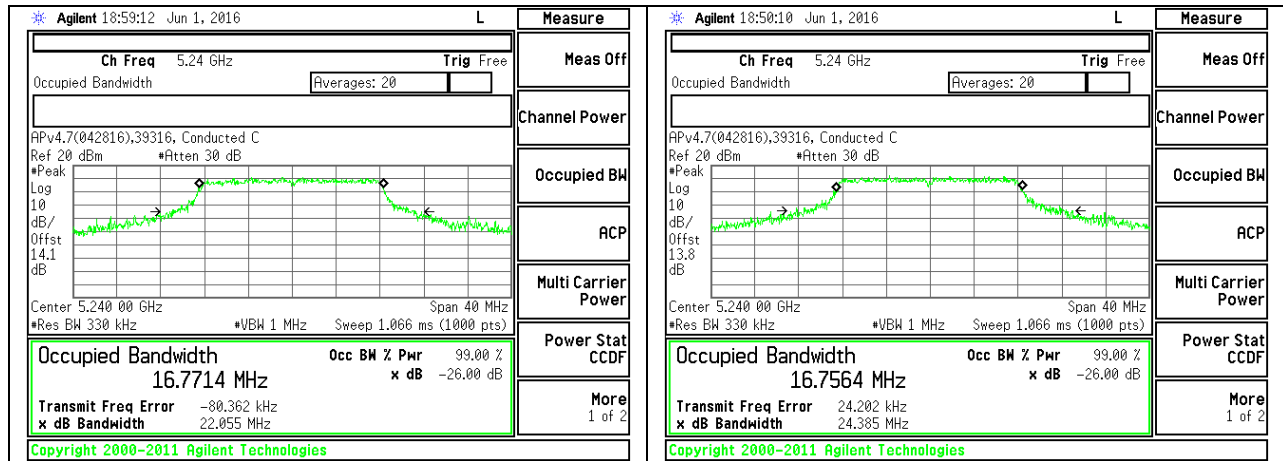 Agilent 18:59:12 Jun 1, 2016 L Measure
Ch Freq 5.24 GHz Trig Free
Occupied Bandwidth Averages: 20
APv4.7(042816),39316, Conducted C
Ref 20 dBm #Atten 30 dB
#Peak
Log
10
dB/
Offst
14.1
dB
Center 5.240 00 GHz Span 40 MHz
#Res BW 330 kHz #VBW 1 MHz Sweep 1.066 ms (1000 pts)
Occupied Bandwidth Occ BW % Pwr 99.00 %
16.7714 MHz x dB -26.00 dB
Transmit Freq Error -80.362 kHz
x dB Bandwidth 22.055 MHz
Copyright 2000-2011 Agilent Technologies
Meas Off
Channel Power
Occupied BW
ACP
Multi Carrier
Power
Power Stat
CCDF
More
1 of 2
Agilent 18:50:10 Jun 1, 2016 L Measure
Ch Freq 5.24 GHz Trig Free
Occupied Bandwidth Averages: 20
APv4.7(042816),39316, Conducted C
Ref 20 dBm #Atten 30 dB
#Peak
Log
10
dB/
Offst
13.8
dB
Center 5.240 00 GHz Span 40 MHz
#Res BW 330 kHz #VBW 1 MHz Sweep 1.066 ms (1000 pts)
Occupied Bandwidth Occ BW % Pwr 99.00 %
16.7564 MHz x dB -26.00 dB
Transmit Freq Error 24.202 kHz
x dB Bandwidth 24.385 MHz
Copyright 2000-2011 Agilent Technologies
Meas Off
Channel Power
Occupied BW
ACP
Multi Carrier
Power
Power Stat
CCDF
More
1 of 2